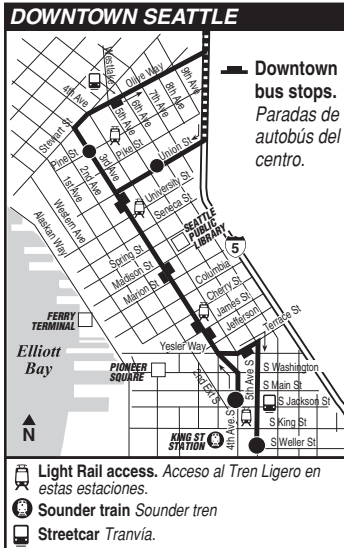 DOWNTOWN SEATTLE
Downtown
bus stops.
Paradas de
autobús del
centro.
Westlake
Olive Way
9th Ave
8th Ave
7th Ave
6th Ave
5th Ave
4th Ave
Stewart St
Pine St
Pike St
Union St
3rd Ave
2nd Ave
1st Ave
Western Ave
Alaskan Way
University St
Seneca St
SEATTLE
PUBLIC
LIBRARY
5
Spring St
Madison St
Marion St
Columbia
Cherry St
James St
Jefferson
Terrace St
FERRY
TERMINAL
Elliott
Bay
Yesler Way
PIONEER
SQUARE
2nd Ext S
4th Ave S
5th Ave S
S Washington
S Main St
S Jackson St
S King St
S Weller St
KING ST
STATION
N
Light Rail access. Acceso al Tren Ligero en
estas estaciones.
Sounder train Sounder tren
Streetcar Tranvía.